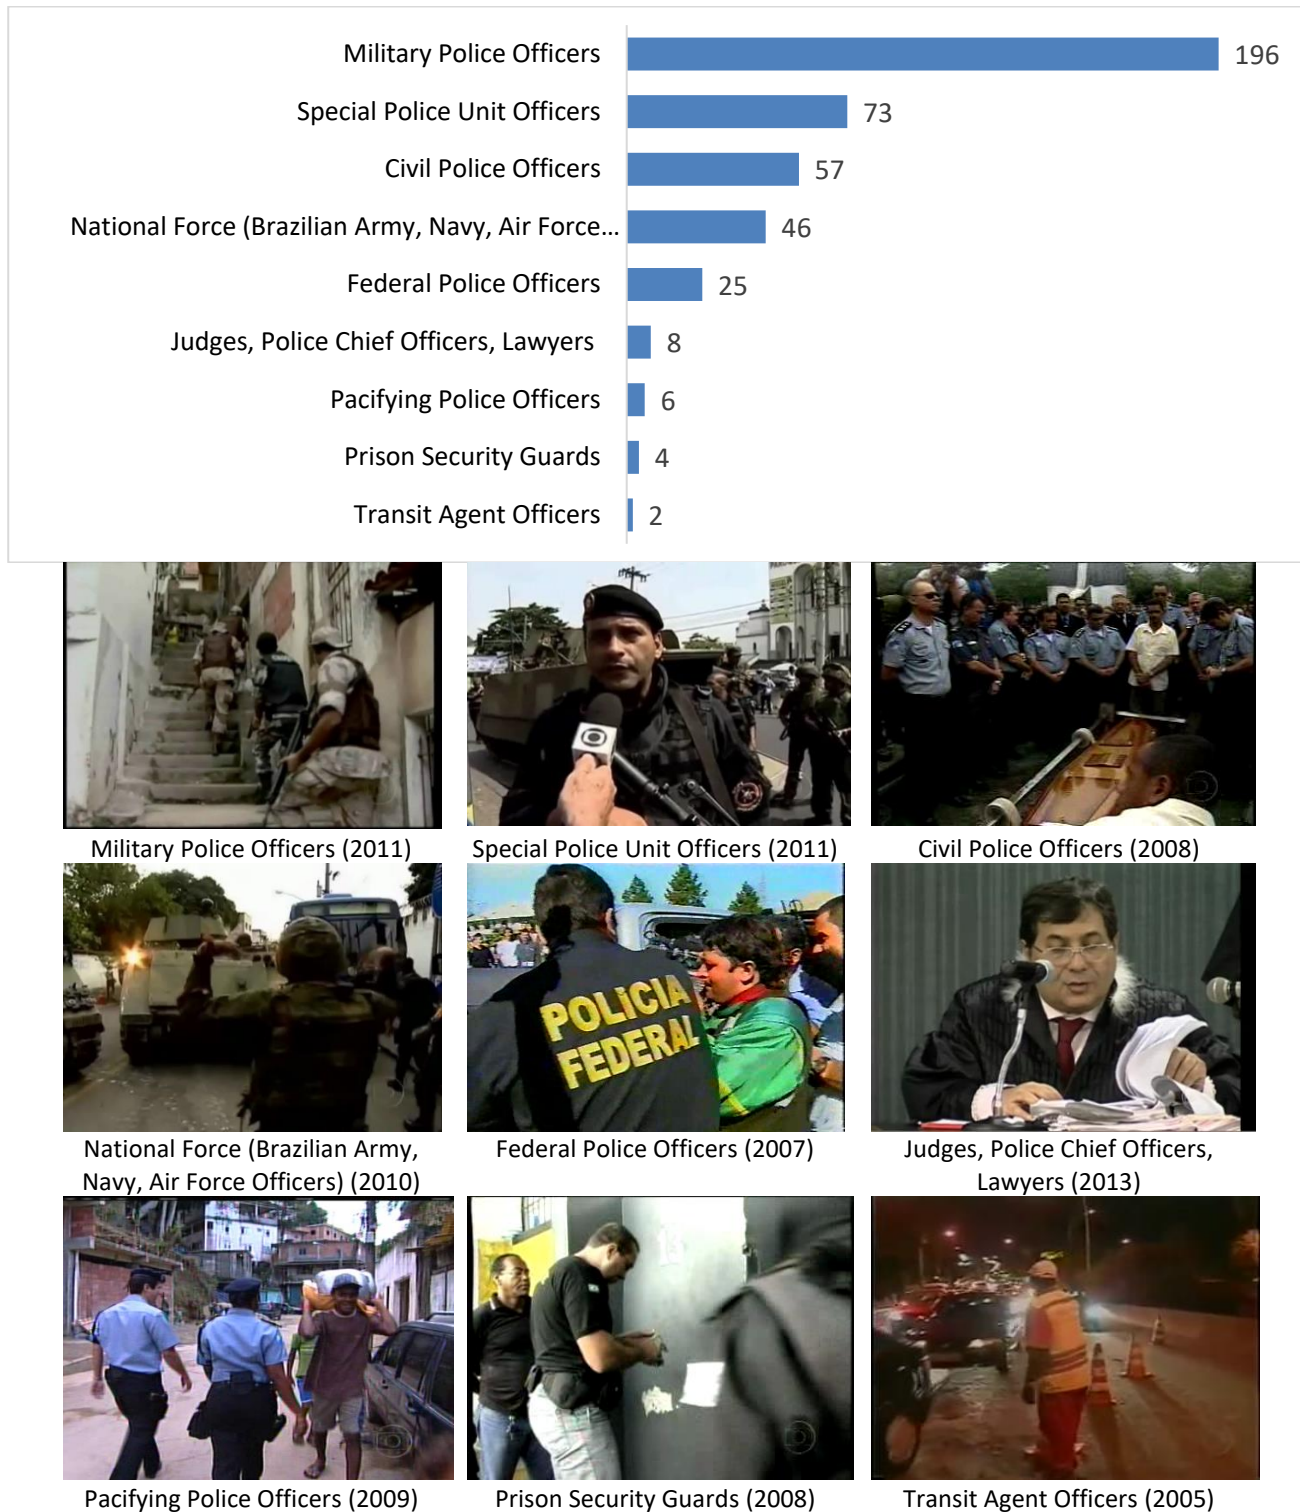 Military Police Officers 196
Special Police Unit Officers 73
Civil Police Officers 57
National Force (Brazilian Army, Navy, Air Force... 46
Federal Police Officers 25
Judges, Police Chief Officers, Lawyers 8
Pacifying Police Officers 6
Prison Security Guards 4
Transit Agent Officers 2
Military Police Officers (2011)
Special Police Unit Officers (2011)
Civil Police Officers (2008)
POLICIA
FEDERAL
National Force (Brazilian Army,
Navy, Air Force Officers) (2010)
Federal Police Officers (2007)
Judges, Police Chief Officers,
Lawyers (2013)
Pacifying Police Officers (2009)
Prison Security Guards (2008)
Transit Agent Officers (2005)